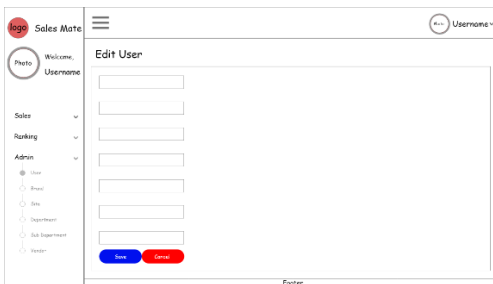 logo Sales Mate
Photo Username
Photo
Welcome,
Username
Edit User
Sales
Ranking
Admin
User
Brand
Department
Sub Department
Vendor
Save Cancel
Footer